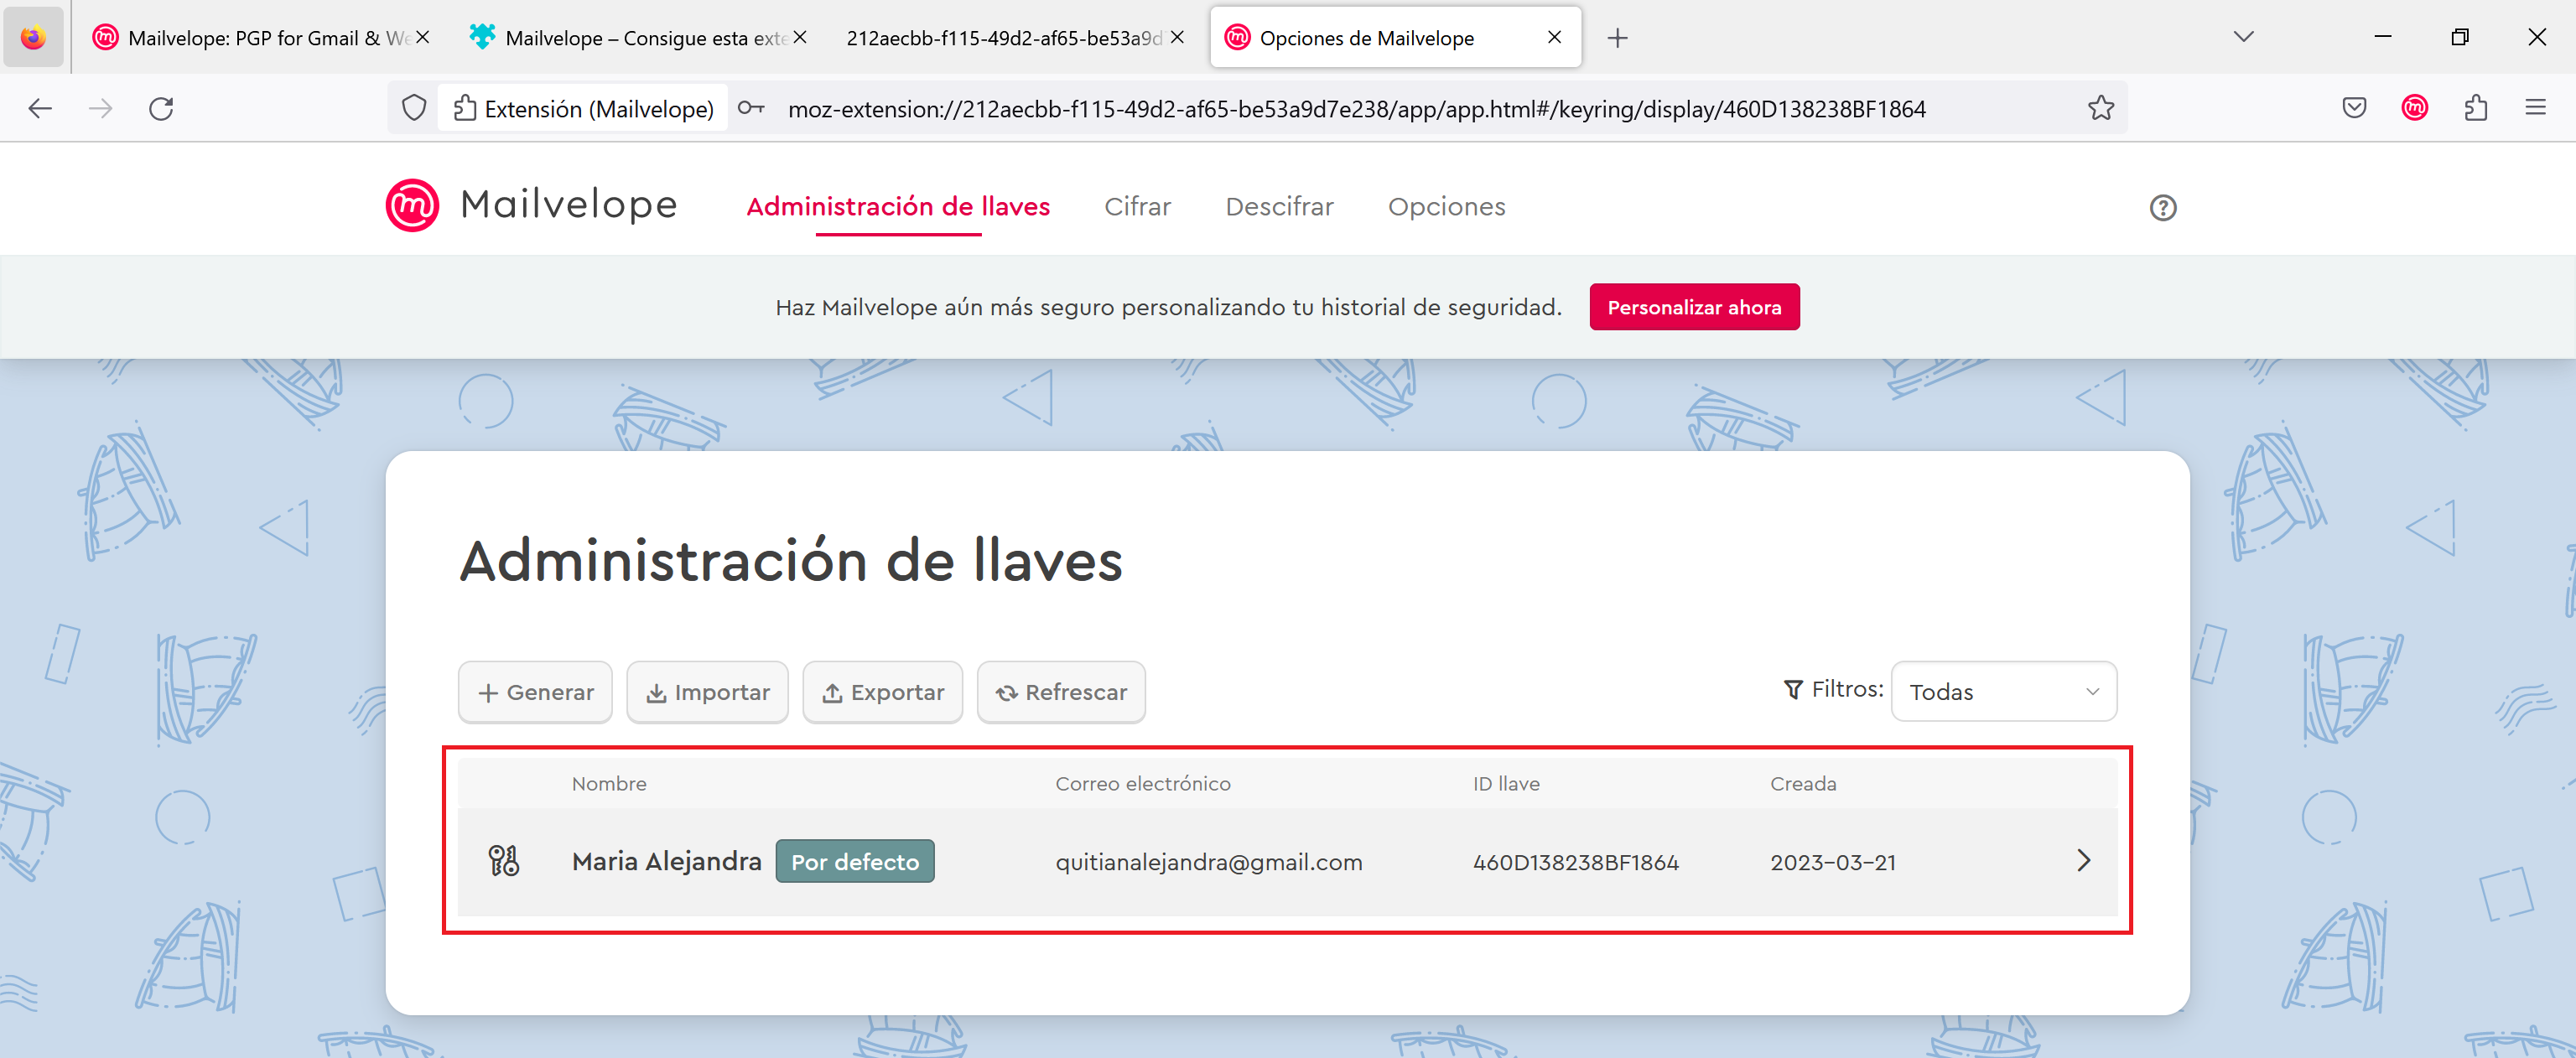 Mailvelope: PGP for Gmail & We
Mailvelope – Consigue esta exte
212aecbb-f115-49d2-af65-be53a9d
Opciones de Mailvelope
Extensión (Mailvelope)
moz-extension://212aecbb-f115-49d2-af65-be53a9d7e238/app/app.html#/keyring/display/460D138238BF1864
Mailvelope
Administración de llaves
Cifrar
Descifrar
Opciones
Haz Mailvelope aún más seguro personalizando tu historial de seguridad.
Personalizar ahora
Administración de llaves
Generar
Importar
Exportar
Refrescar
Filtros:
Todas
Nombre
Correo electrónico
ID llave
Creada
Maria Alejandra
Por defecto
quitianalejandra@gmail.com
460D138238BF1864
2023-03-21